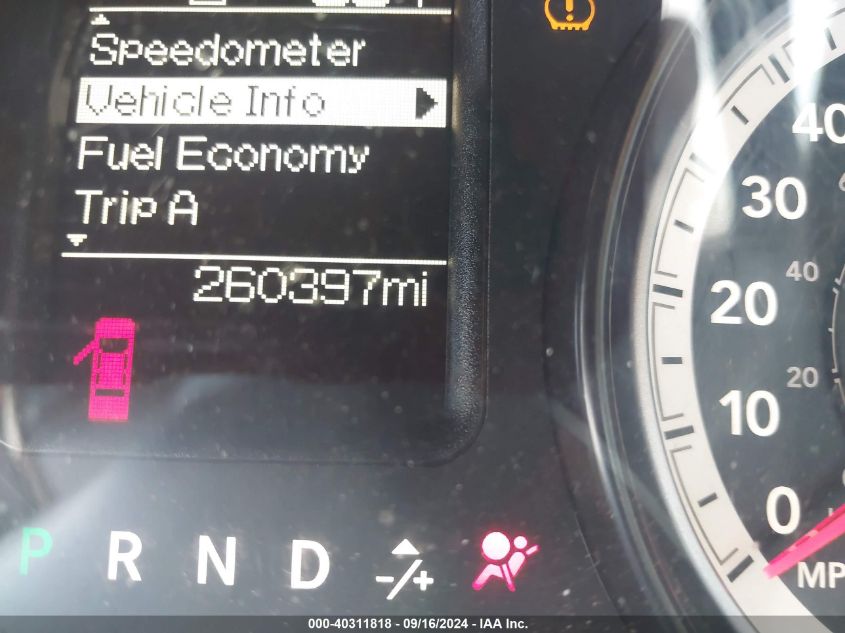 Speedometer
Vehicle Info
Fuel Economy
Trip A
260397mi
P R N D -/+
40
30
20
10
0
40
20
000-40311818 - 09/16/2024 - IAA Inc.